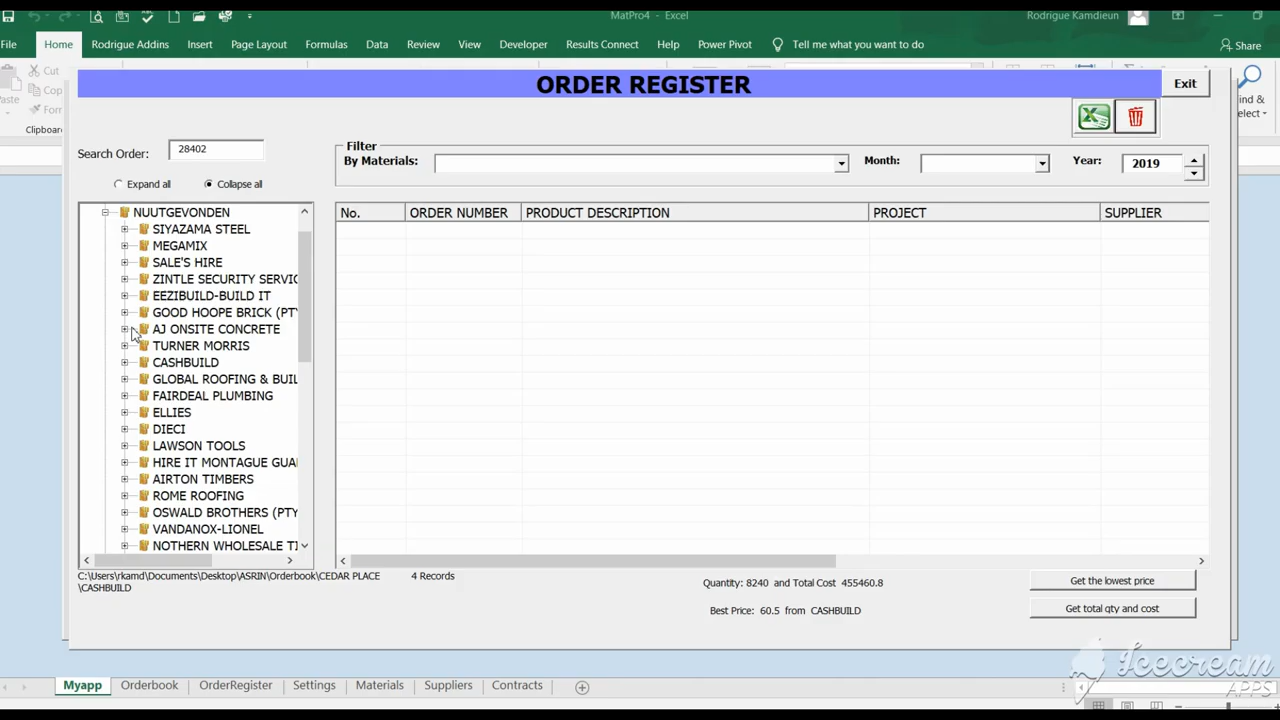 MatPro4 - Excel
Rodrigue Kamdieun
File Home Rodrigue Addins Insert Page Layout Formulas Data Review View Developer Results Connect Help Power Pivot Tell me what you want to do Share
Cut
Clipboard
ORDER REGISTER
Exit
Search Order: 28402
Expand all Collapse all
Filter
By Materials: Month: Year: 2019
No. ORDER NUMBER PRODUCT DESCRIPTION PROJECT SUPPLIER
NUUTGEVONDEN
SIYAZAMA STEEL
MEGAMIX
SALE'S HIRE
ZINTLE SECURITY SERVIC
EEZIBUILD-BUILD IT
GOOD HOOPE BRICK (PTY
AJ ONSITE CONCRETE
TURNER MORRIS
CASHBUILD
GLOBAL ROOFING & BUIL
FAIRDEAL PLUMBING
ELLIES
DIECI
LAWSON TOOLS
HIRE IT MONTAGUE GUA
AIRTON TIMBERS
ROME ROOFING
OSWALD BROTHERS (PTY
VANDANOX-LIONEL
NOTHERN WHOLESALE TI
C:\Users\rkamd\Documents\Desktop\ASRIN\Orderbook\CEDAR PLACE
\CASHBUILD
4 Records
Quantity: 8240 and Total Cost 455460.8
Best Price: 60.5 from CASHBUILD
Get the lowest price
Get total qty and cost
Myapp Orderbook OrderRegister Settings Materials Suppliers Contracts
Icecream
APPS